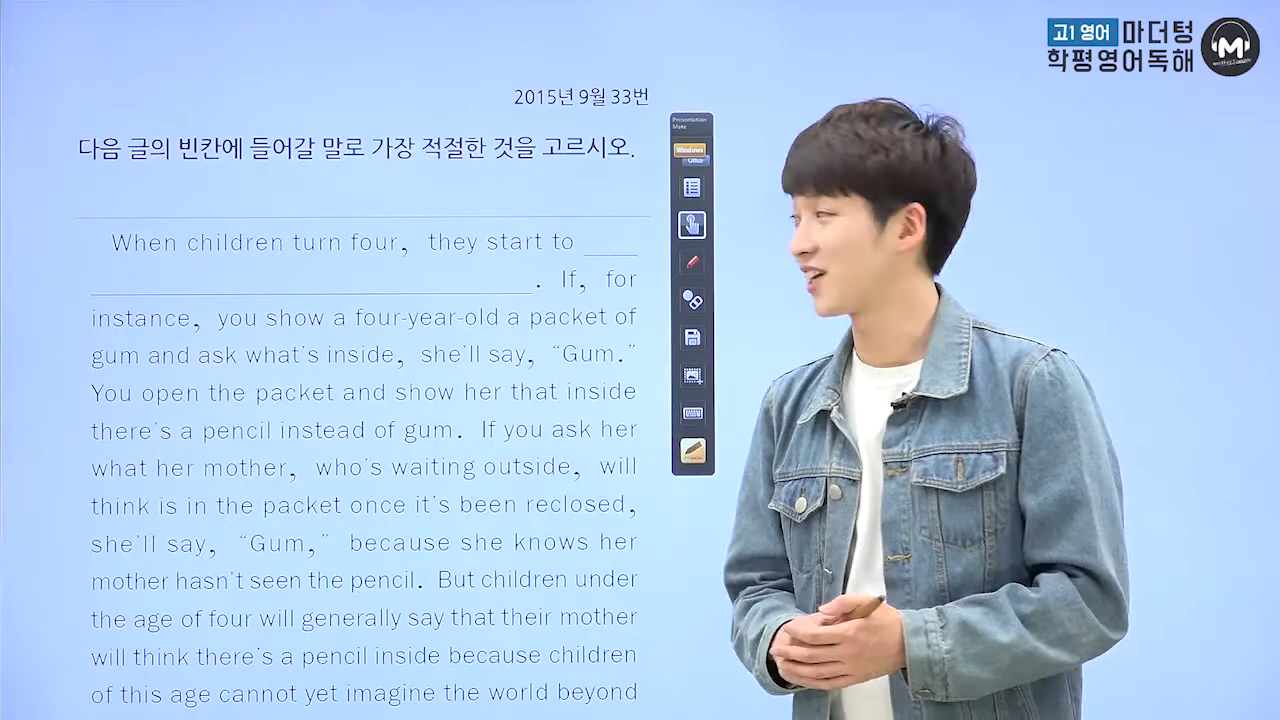 고1 영어 마더텅
학평영어독해
M
2015년 9월 33번
다음 글의 빈칸에 들어갈 말로 가장 적절한 것을 고르시오.
Presentation
Mate
Windows
Office
When children turn four, they start to
. If, for
instance, you show a four-year-old a packet of
gum and ask what's inside, she'll say, “Gum.”
You open the packet and show her that inside
there's a pencil instead of gum. If you ask her
what her mother, who's waiting outside, will
think is in the packet once it's been reclosed,
she'll say, “Gum,” because she knows her
mother hasn't seen the pencil. But children under
the age of four will generally say that their mother
will think there's a pencil inside because children
of this age cannot yet imagine the world beyond